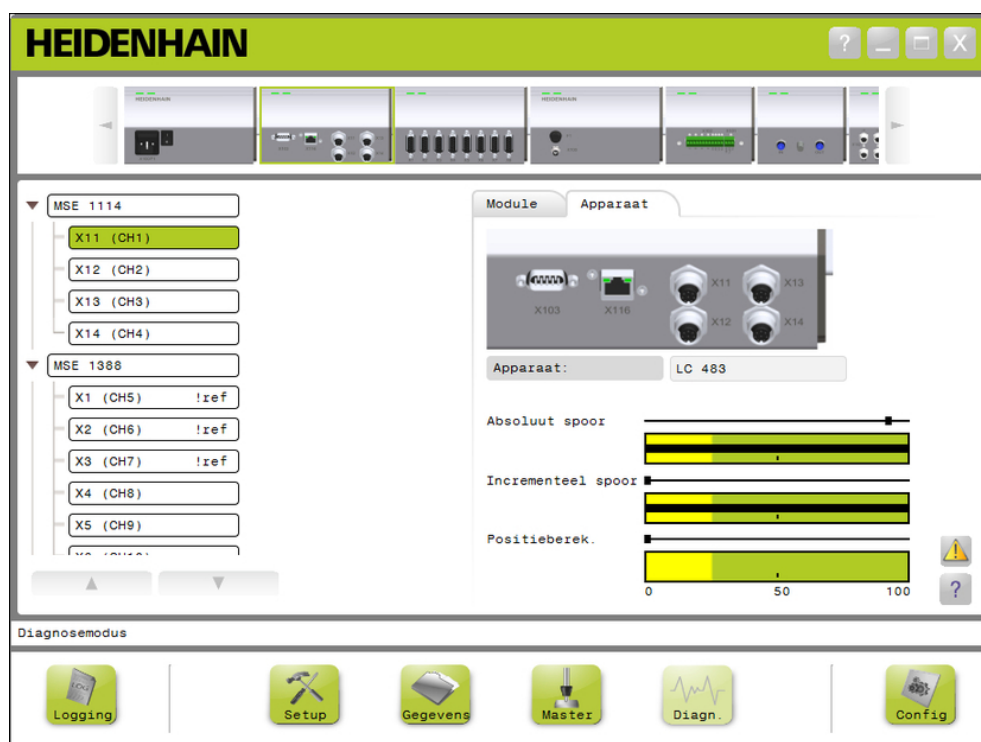 HEIDENHAIN
?
X
HEIDENHAIN
HEIDENHAIN
MSE 1114
X11 (CH1)
X12 (CH2)
X13 (CH3)
X14 (CH4)
MSE 1388
X1 (CH5) !ref
X2 (CH6) !ref
X3 (CH7) !ref
X4 (CH8)
X5 (CH9)
Module
Apparaat
X103
X116
X11
X13
X12
X14
Apparaat:
LC 483
Absoluut spoor
Incrementeel spoor
Positieberek.
0
50
100
?
Diagnosemodus
LOG
Logging
Setup
Gegevens
Master
Diagn.
Config